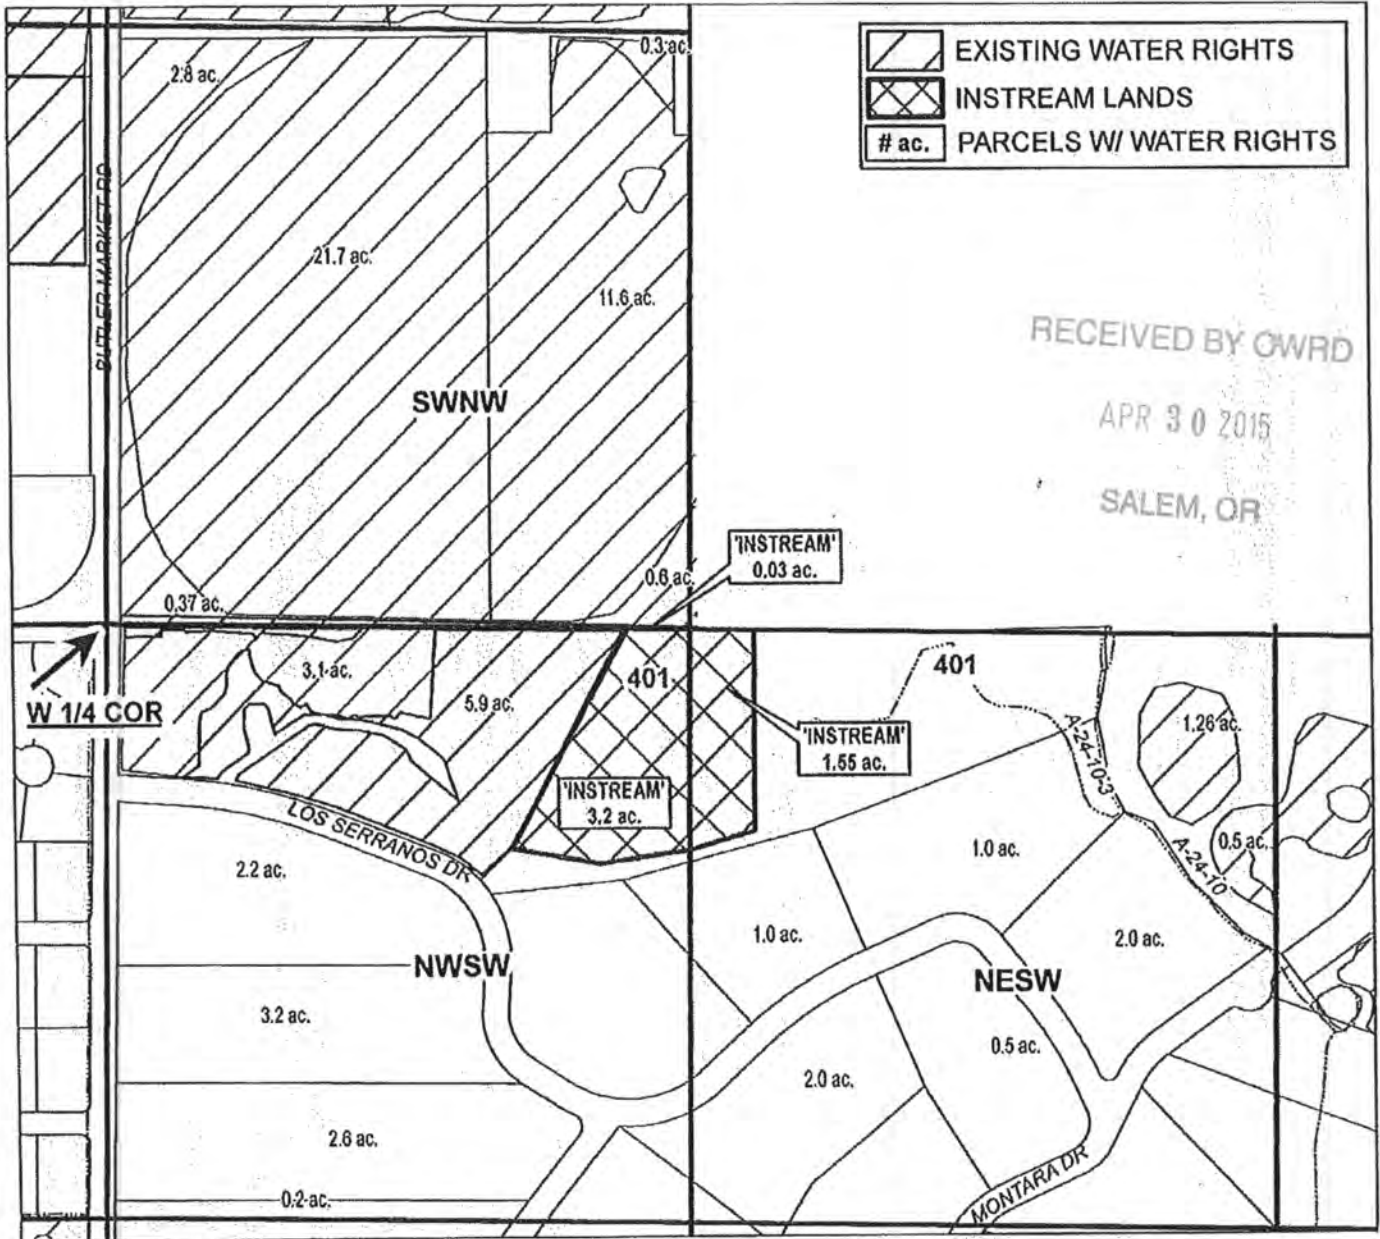 EXISTING WATER RIGHTS
INSTREAM LANDS
# ac. PARCELS W/ WATER RIGHTS
0.3 ac.
2.8 ac.
BUTLER MARKET RD
21.7 ac.
11.6 ac.
SWNW
RECEIVED BY OWRD
APR 30 2015
SALEM, OR
'INSTREAM'
0.03 ac.
0.6 ac.
0.37 ac.
W 1/4 COR
3.1 ac.
5.9 ac.
401
401
'INSTREAM'
1.55 ac.
'INSTREAM'
3.2 ac.
A-24-10-3
1.26 ac.
A-24-10
0.5 ac.
LOS SERRANOS DR
2.2 ac.
1.0 ac.
1.0 ac.
2.0 ac.
NWSW
NESW
3.2 ac.
0.5 ac.
2.0 ac.
2.6 ac.
MONTARA DR
0.2 ac.